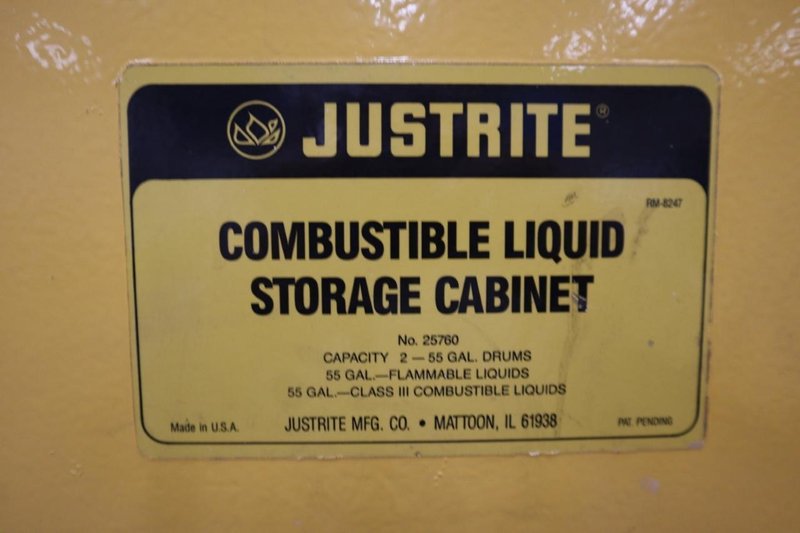 JUSTRITE®
RM-8247
COMBUSTIBLE LIQUID
STORAGE CABINET
No. 25760
CAPACITY 2 — 55 GAL. DRUMS
55 GAL.—FLAMMABLE LIQUIDS
55 GAL.—CLASS III COMBUSTIBLE LIQUIDS
Made in U.S.A. JUSTRITE MFG. CO. • MATTOON, IL 61938 PAT. PENDING